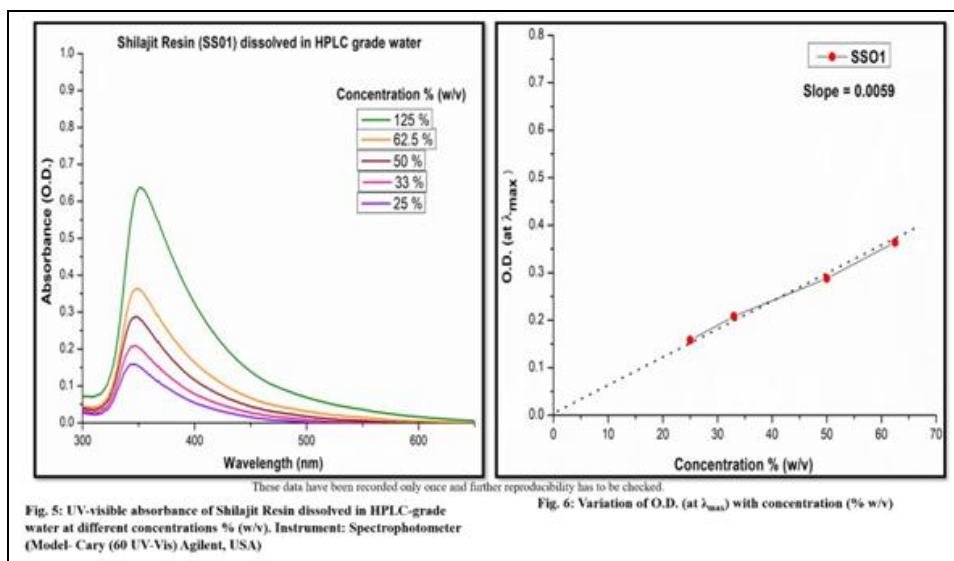 Shilajit Resin (SS01) dissolved in HPLC grade water
Concentration % (w/v)
125 %
62.5 %
50 %
33 %
25 %
Absorbance (O.D.)
1.0
0.9
0.8
0.7
0.6
0.5
0.4
0.3
0.2
0.1
0.0
300
400
500
600
Wavelength (nm)
SSO1
Slope = 0.0059
O.D. (at λmax)
0.8
0.7
0.6
0.5
0.4
0.3
0.2
0.1
0.0
0
10
20
30
40
50
60
70
Concentration % (w/v)
These data have been recorded only once and further reproducibility has to be checked.
Fig. 5: UV-visible absorbance of Shilajit Resin dissolved in HPLC-grade
water at different concentrations % (w/v). Instrument: Spectrophotometer
(Model- Cary (60 UV-Vis) Agilent, USA)
Fig. 6: Variation of O.D. (at λmax) with concentration (% w/v)